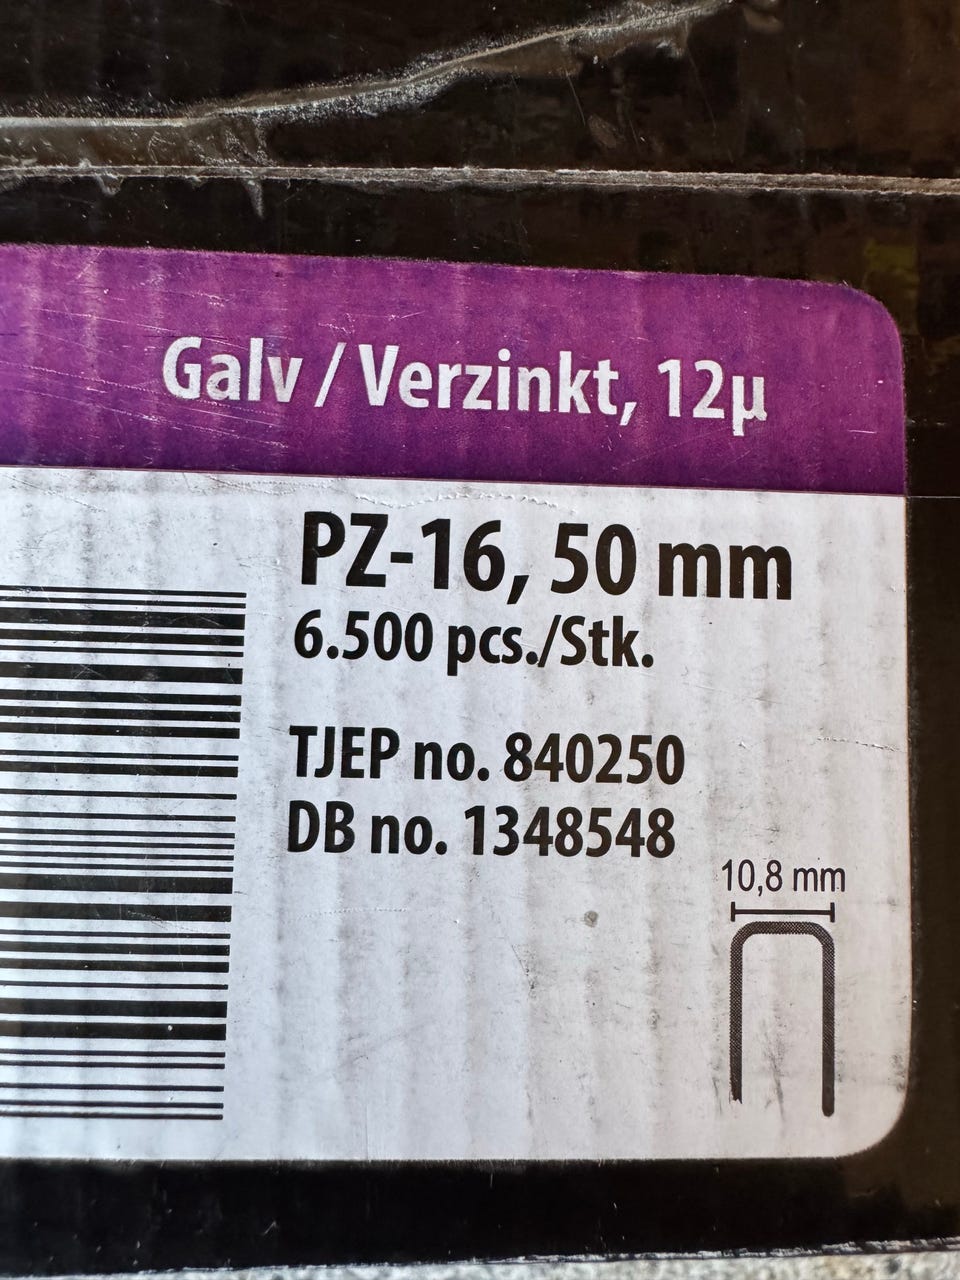 Galv / Verzinkt, 12µ
PZ-16, 50 mm
6.500 pcs./Stk.
TJEP no. 840250
DB no. 1348548
10,8 mm